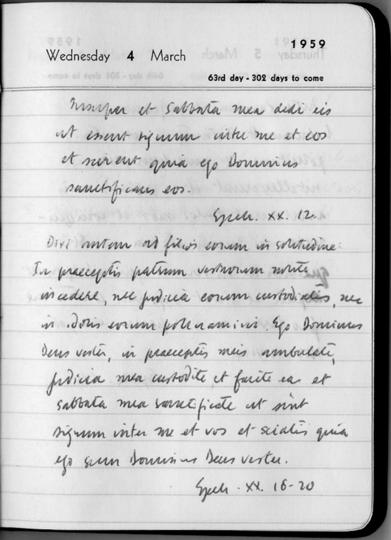 1959
Wednesday 4 March
63rd day - 302 days to come
Insuper et Sabbata mea dedi eis
ut essent signum inter me et eos
et scirent quia ego Dominus
sanctificans eos.
Ezech. XX. 12.
Dixi autem ad filios eorum in solitudine:
In praeceptis patrum vestrorum nolite
incedere, nec judicia eorum custodiatis, nec
in idolis eorum polluamini. Ego Dominus
Deus vester, in praeceptis meis ambulate,
judicia mea custodite et facite ea et
sabbata mea sanctificate ut sint
signum inter me et vos et sciatis quia
ego sum Dominus Deus vester.
Ezech. XX. 18-20